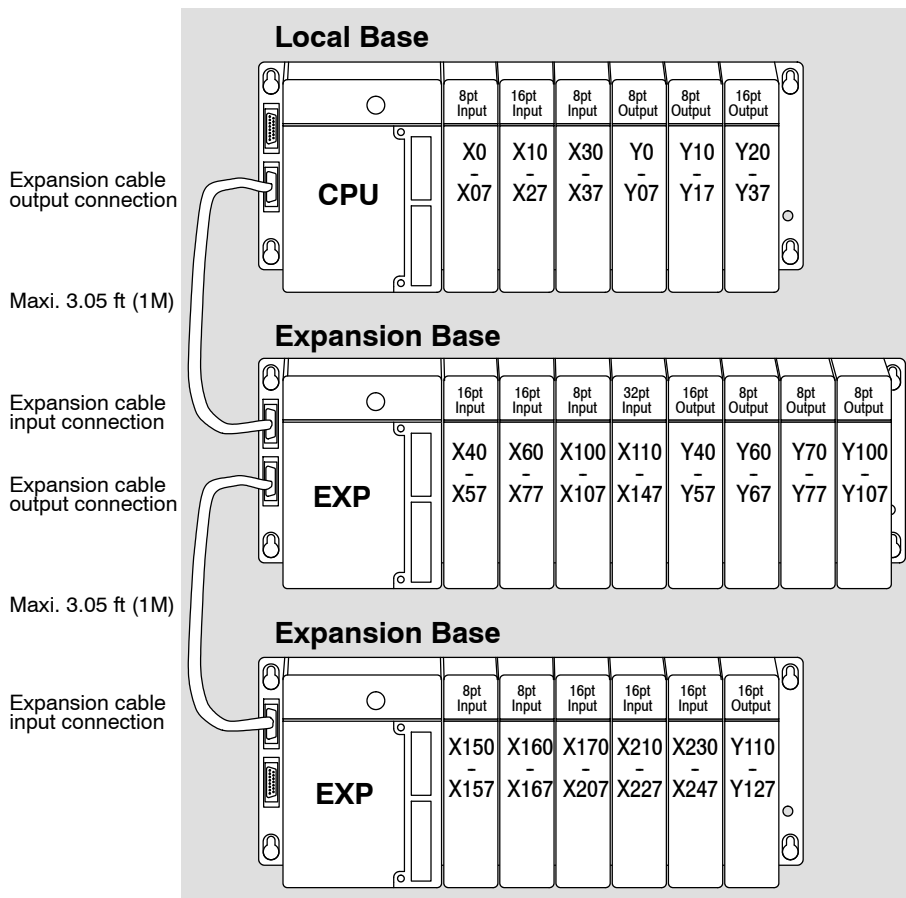 Local Base
8pt Input
16pt Input
8pt Input
8pt Output
8pt Output
16pt Output
CPU
X0 - X07
X10 - X27
X30 - X37
Y0 - Y07
Y10 - Y17
Y20 - Y37
Expansion cable
output connection
Maxi. 3.05 ft (1M)
Expansion Base
16pt Input
16pt Input
8pt Input
32pt Input
16pt Output
8pt Output
8pt Output
8pt Output
Expansion cable
input connection
Expansion cable
output connection
EXP
X40 - X57
X60 - X77
X100 - X107
X110 - X147
Y40 - Y57
Y60 - Y67
Y70 - Y77
Y100 - Y107
Maxi. 3.05 ft (1M)
Expansion Base
8pt Input
8pt Input
16pt Input
16pt Input
16pt Input
16pt Output
Expansion cable
input connection
EXP
X150 - X157
X160 - X167
X170 - X207
X210 - X227
X230 - X247
Y110 - Y127